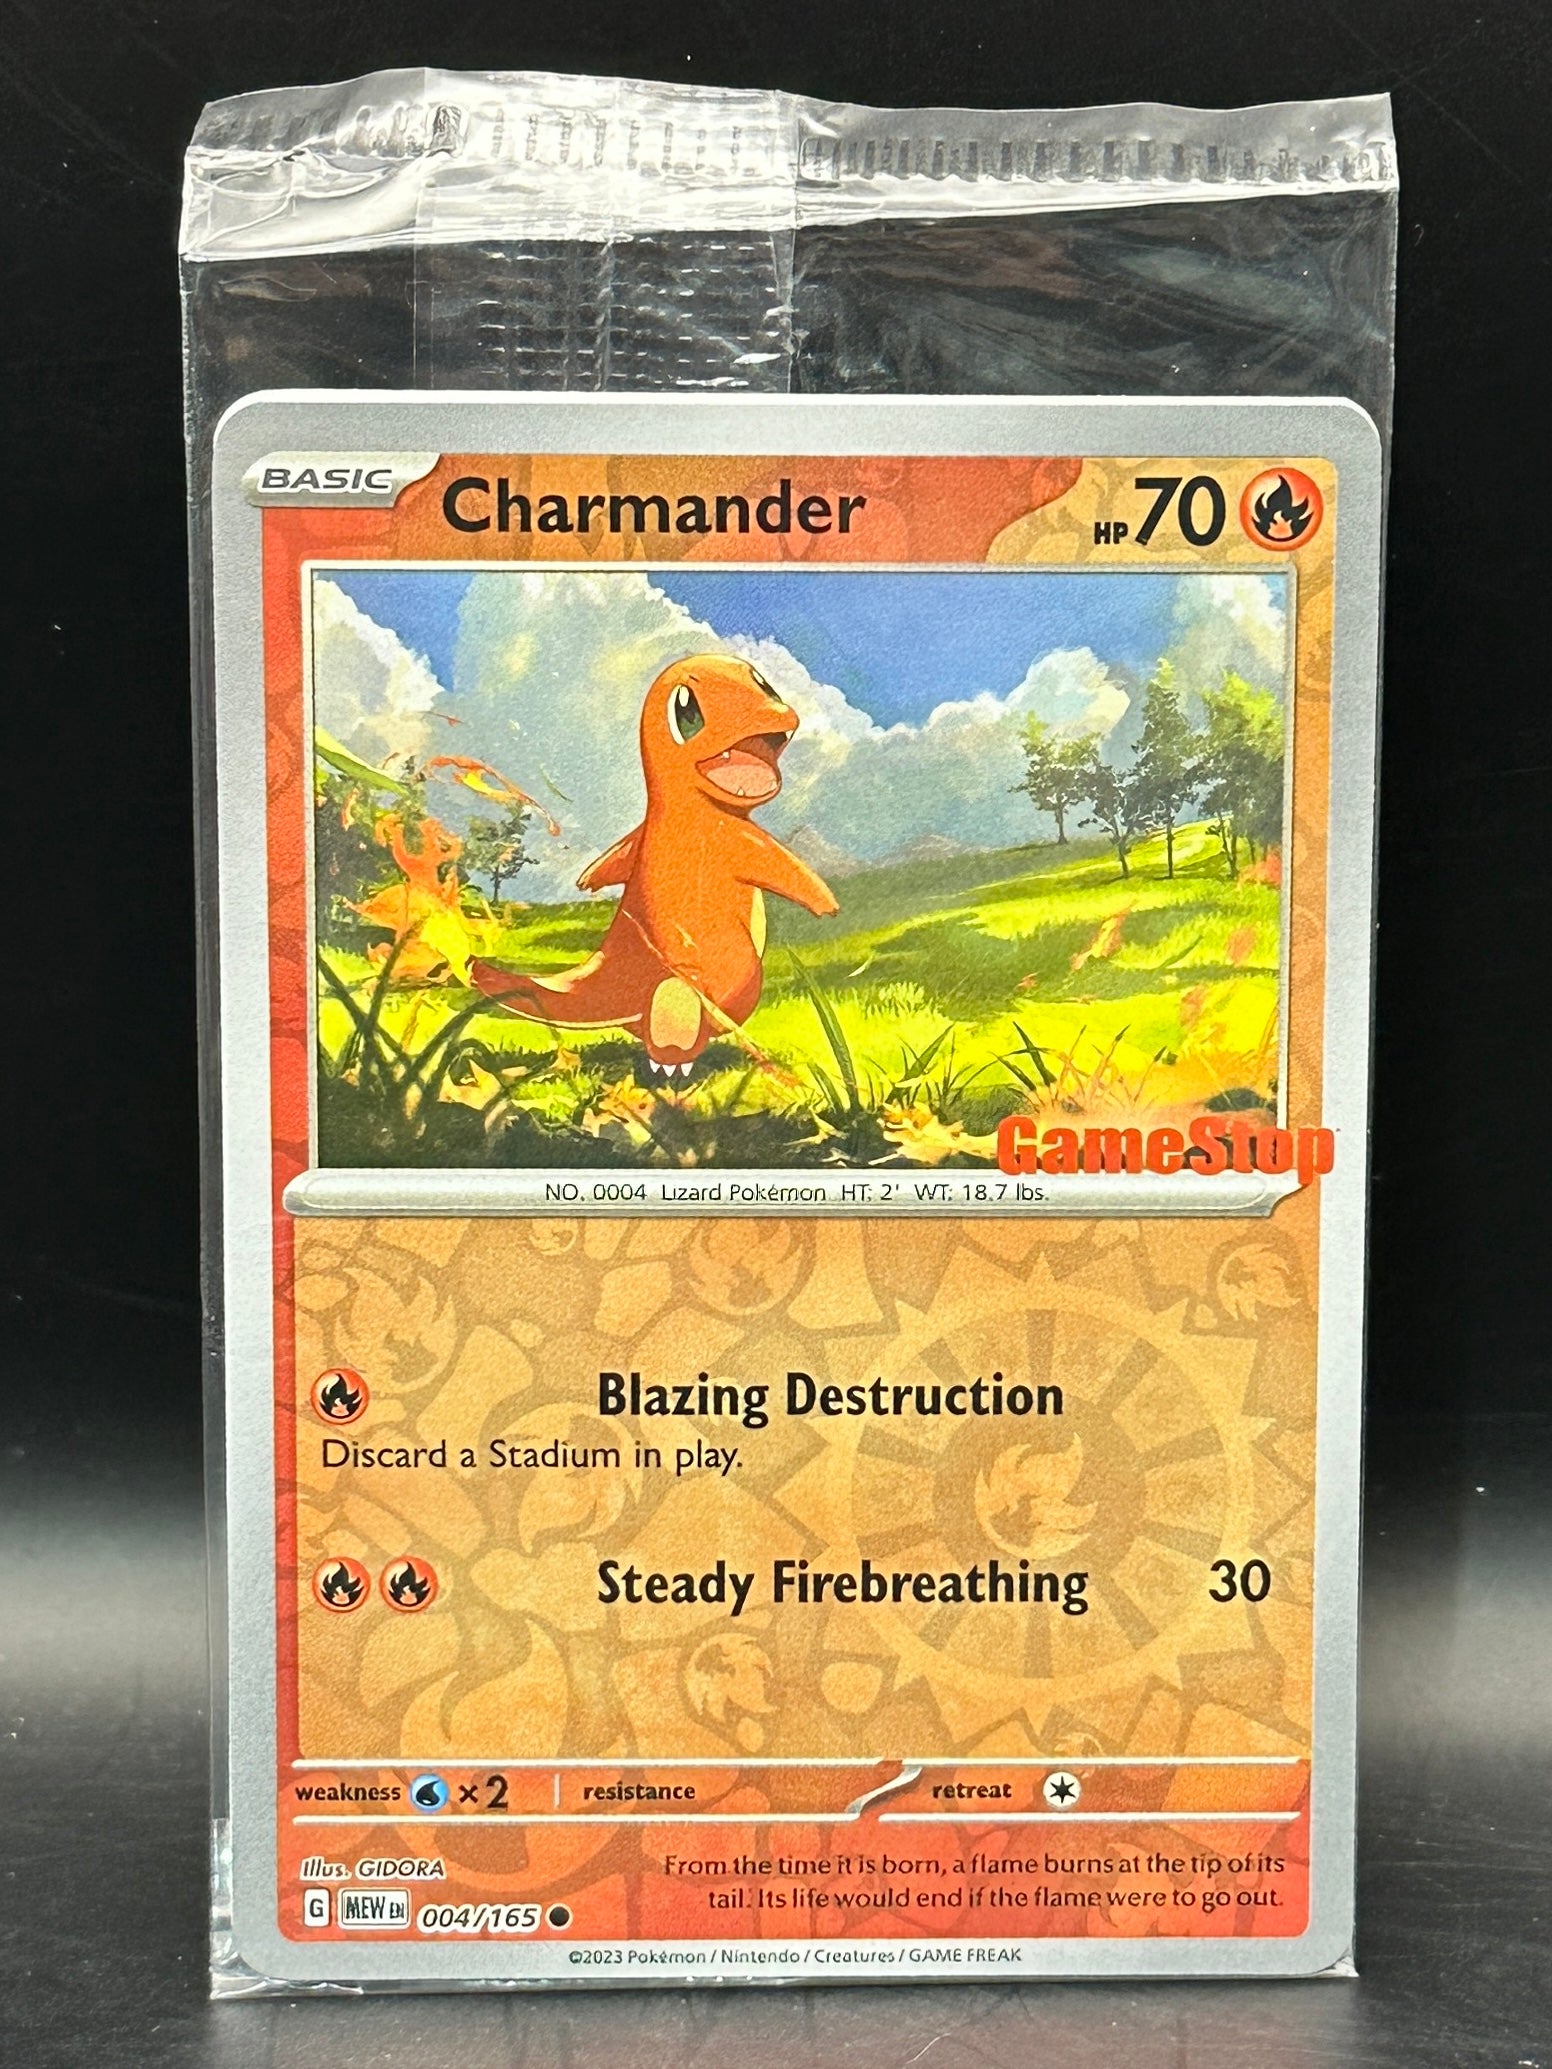 BASIC
Charmander
HP 70
GameStop
NO. 0004 Lizard Pokémon HT: 2' WT: 18.7 lbs.
Blazing Destruction
Discard a Stadium in play.
Steady Firebreathing 30
weakness ×2 resistance retreat
Illus. GIDORA
From the time it is born, a flame burns at the tip of its
tail. Its life would end if the flame were to go out.
G MEW EN 004/165
©2023 Pokémon / Nintendo / Creatures / GAME FREAK